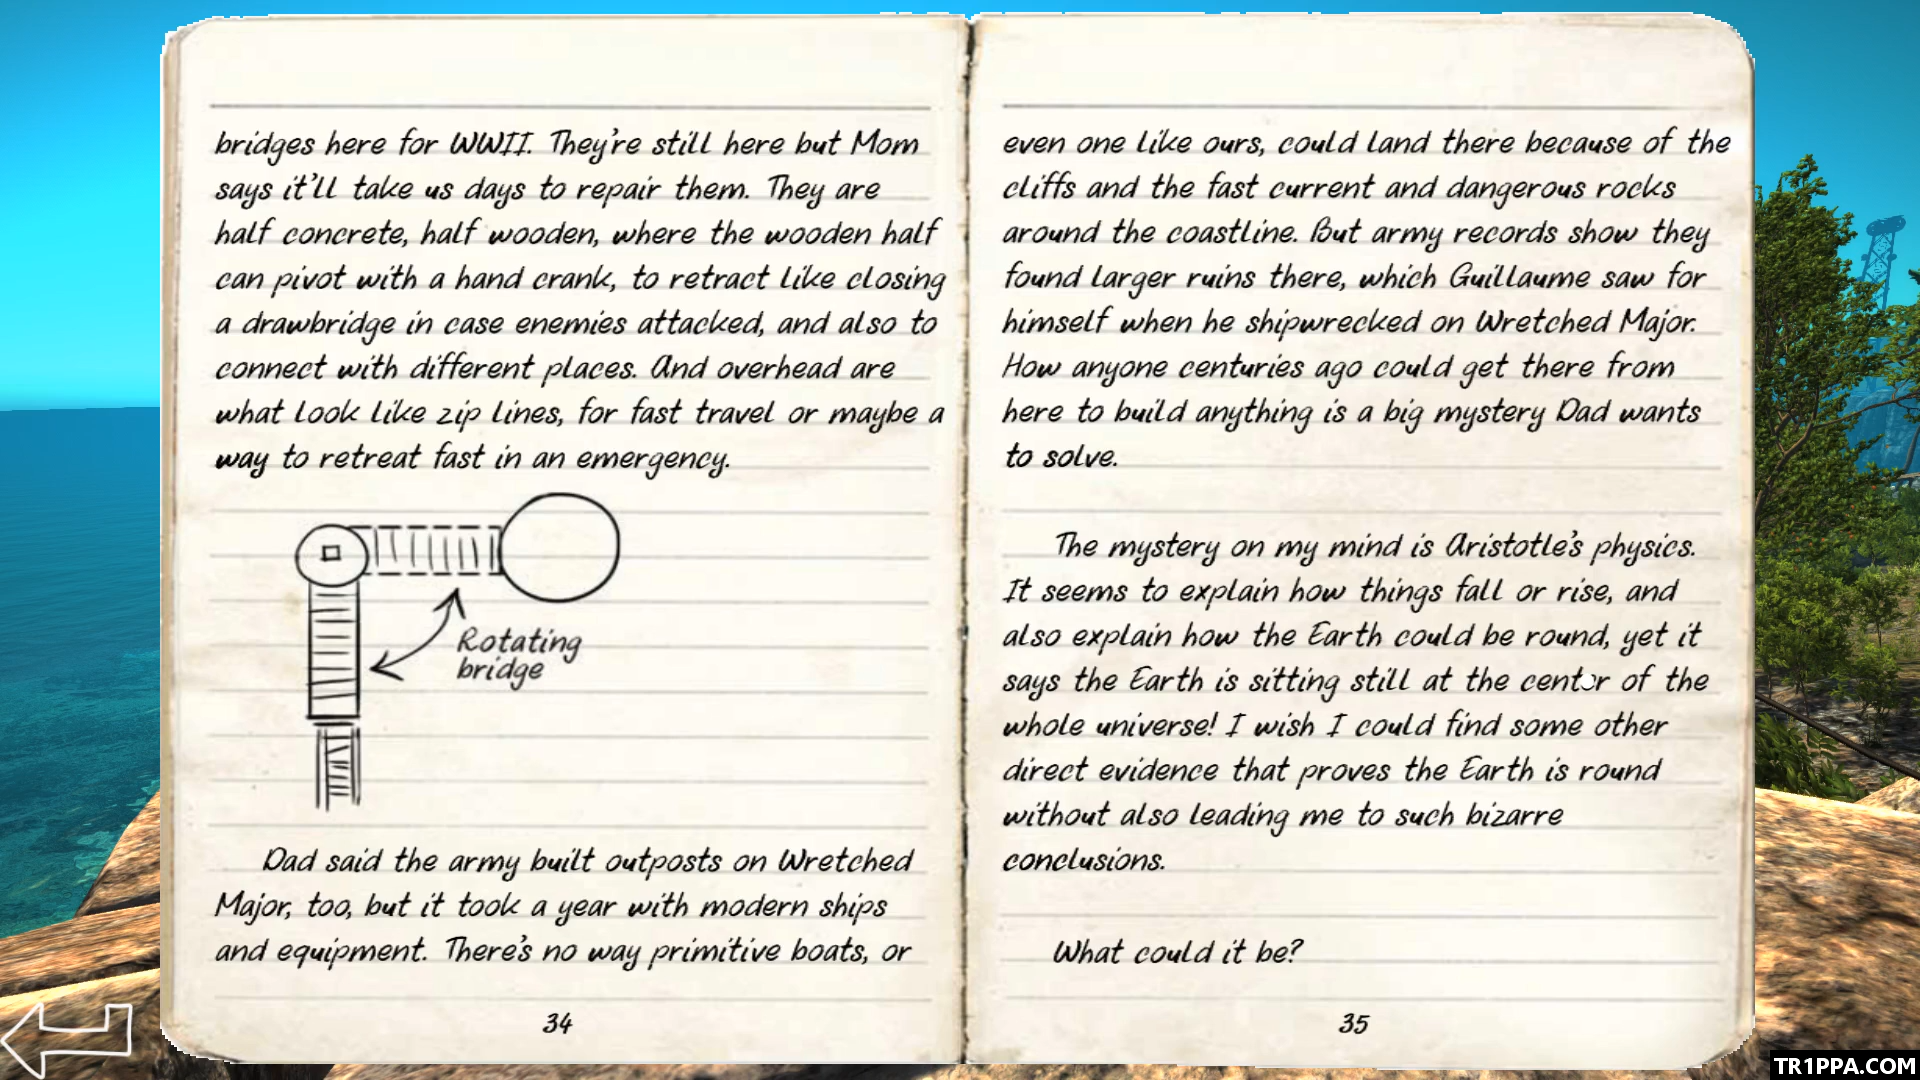 bridges here for WWII. They're still here but Mom
says it'll take us days to repair them. They are
half concrete, half wooden, where the wooden half
can pivot with a hand crank, to retract like closing
a drawbridge in case enemies attacked, and also to
connect with different places. And overhead are
what look like zip lines, for fast travel or maybe a
way to retreat fast in an emergency.
Rotating
bridge
Dad said the army built outposts on Wretched
Major, too, but it took a year with modern ships
and equipment. There's no way primitive boats, or
34
even one like ours, could land there because of the
cliffs and the fast current and dangerous rocks
around the coastline. But army records show they
found larger ruins there, which Guillaume saw for
himself when he shipwrecked on Wretched Major.
How anyone centuries ago could get there from
here to build anything is a big mystery Dad wants
to solve.
The mystery on my mind is Aristotle's physics.
It seems to explain how things fall or rise, and
also explain how the Earth could be round, yet it
says the Earth is sitting still at the center of the
whole universe! I wish I could find some other
direct evidence that proves the Earth is round
without also leading me to such bizarre
conclusions.
What could it be?
35
TR1PPA.COM